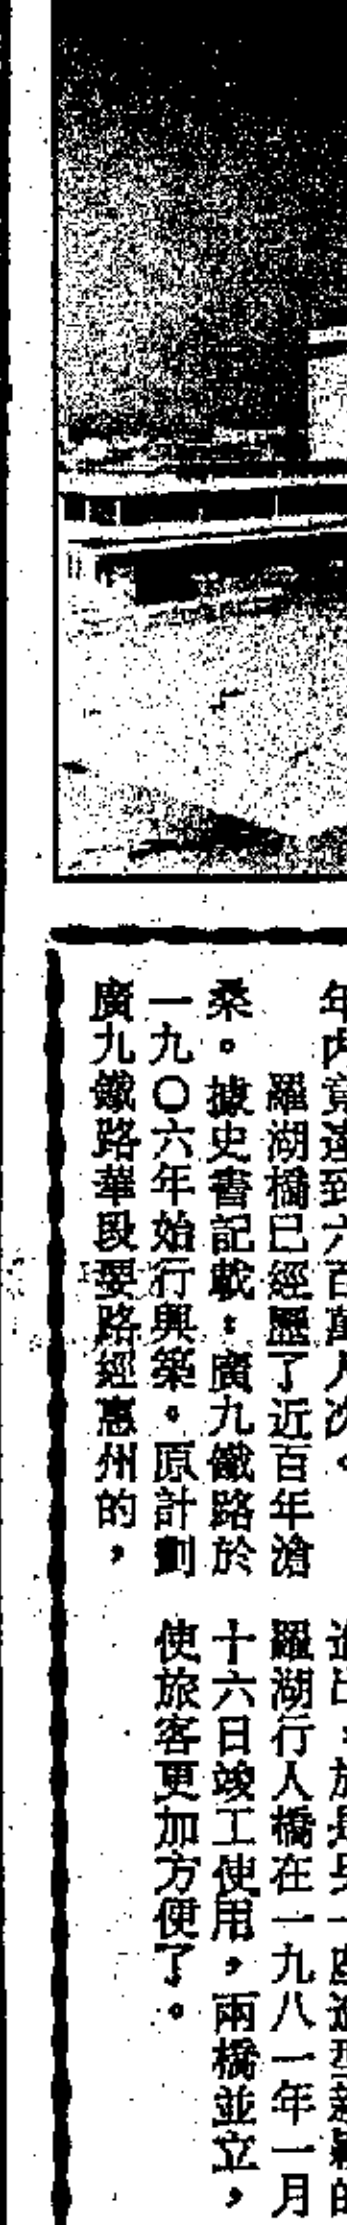 年内竟達到六百萬人次。
羅湖橋已經歷了近百年滄
桑。據史書記載：廣九鐵路於
一九〇六年始行興築。原計劃
廣九鐵路華段要路經惠州的，
羅湖行人橋在一九八一年一月
十六日竣工使用，兩橋並立，
使旅客更加方便了。